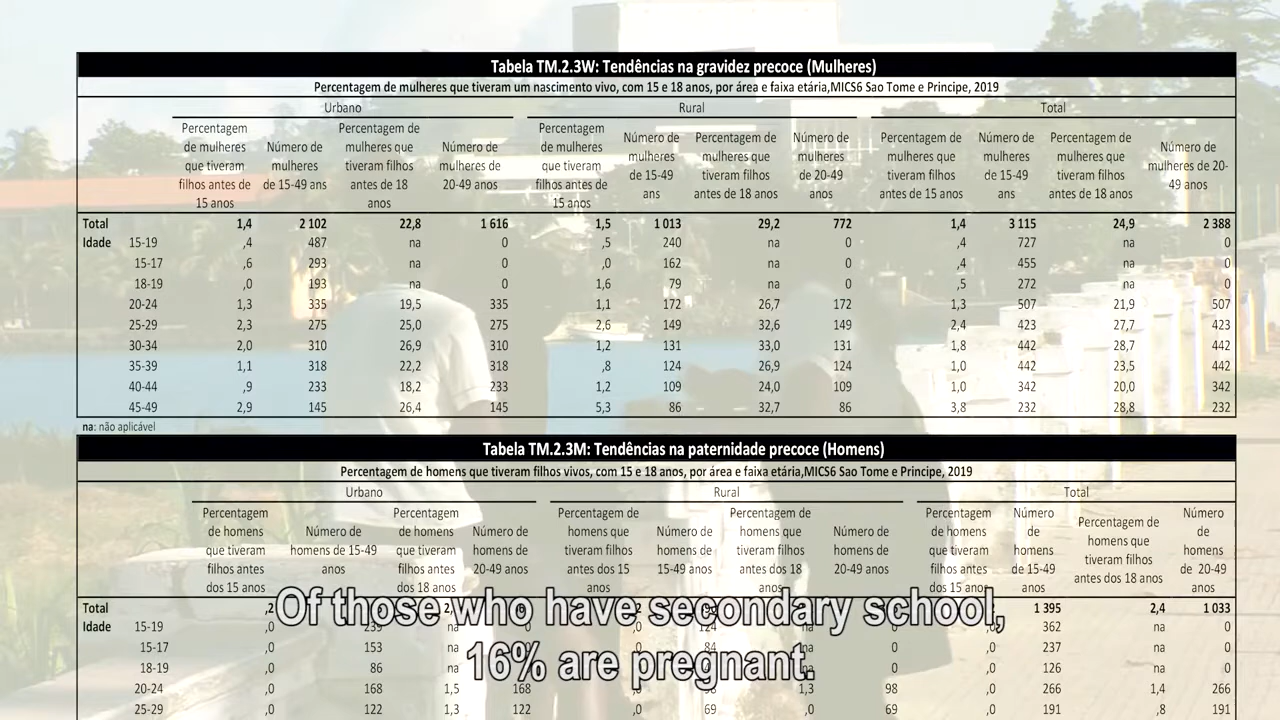 Tabela TM.2.3W: Tendências na gravidez precoce (Mulheres)
Percentagem de mulheres que tiveram um nascimento vivo, com 15 e 18 anos, por área e faixa etária,MICS6 Sao Tome e Principe, 2019
Urbano Rural Total
Percentagem de mulheres que tiveram filhos antes de 15 anos
Número de mulheres de 15-49 ans
Percentagem de mulheres que tiveram filhos antes de 18 anos
Número de mulheres de 20-49 anos
Percentagem de mulheres que tiveram filhos antes de 15 anos
Número de mulheres de 15-49 ans
Percentagem de mulheres que tiveram filhos antes de 18 anos
Número de mulheres de 20-49 anos
Percentagem de mulheres que tiveram filhos antes de 15 anos
Número de mulheres de 15-49 ans
Percentagem de mulheres que tiveram filhos antes de 18 anos
Número de mulheres de 20-49 anos
Total 1,4 2 102 22,8 1 616 1,5 1 013 29,2 772 1,4 3 115 24,9 2 388
Idade 15-19 ,4 487 na 0 ,5 240 na 0 ,4 727 na 0
15-17 ,6 293 na 0 ,0 162 na 0 ,4 455 na 0
18-19 ,0 193 na 0 1,6 79 na 0 ,5 272 na 0
20-24 1,3 335 19,5 335 1,1 172 26,7 172 1,3 507 21,9 507
25-29 2,3 275 25,0 275 2,6 149 32,6 149 2,4 423 27,7 423
30-34 2,0 310 26,9 310 1,2 131 33,0 131 1,8 442 28,7 442
35-39 1,1 318 22,2 318 ,8 124 26,9 124 1,0 442 23,5 442
40-44 ,9 233 18,2 233 1,2 109 24,0 109 1,0 342 20,0 342
45-49 2,9 145 26,4 145 5,3 86 32,7 86 3,8 232 28,8 232
na: não aplicável
Tabela TM.2.3M: Tendências na paternidade precoce (Homens)
Percentagem de homens que tiveram filhos vivos, com 15 e 18 anos, por área e faixa etária,MICS6 Sao Tome e Principe, 2019
Urbano Rural Total
Percentagem de homens que tiveram filhos antes dos 15 anos
Número de homens de 15-49 anos
Percentagem de homens que tiveram filhos antes dos 18 anos
Número de homens de 20-49 anos
Percentagem de homens que tiveram filhos antes dos 15 anos
Número de homens de 15-49 anos
Percentagem de homens que tiveram filhos antes dos 18 anos
Número de homens de 20-49 anos
Percentagem de homens que tiveram filhos antes dos 15 anos
Número de homens de 15-49 anos
Percentagem de homens que tiveram filhos antes dos 18 anos
Número de homens de 20-49 anos
Total ,2 1 395 2,4 1 033
Idade 15-19 ,0 239 na ,0 124 0 ,0 362 na 0
15-17 ,0 153 na ,0 84 0 ,0 237 na 0
18-19 ,0 86 na 0 ,0 126 na 0
20-24 ,0 168 1,5 168 1,3 98 ,0 266 1,4 266
25-29 ,0 122 1,3 122 ,0 69 ,0 69 ,0 191 ,8 191
Of those who have secondary school,
16% are pregnant.